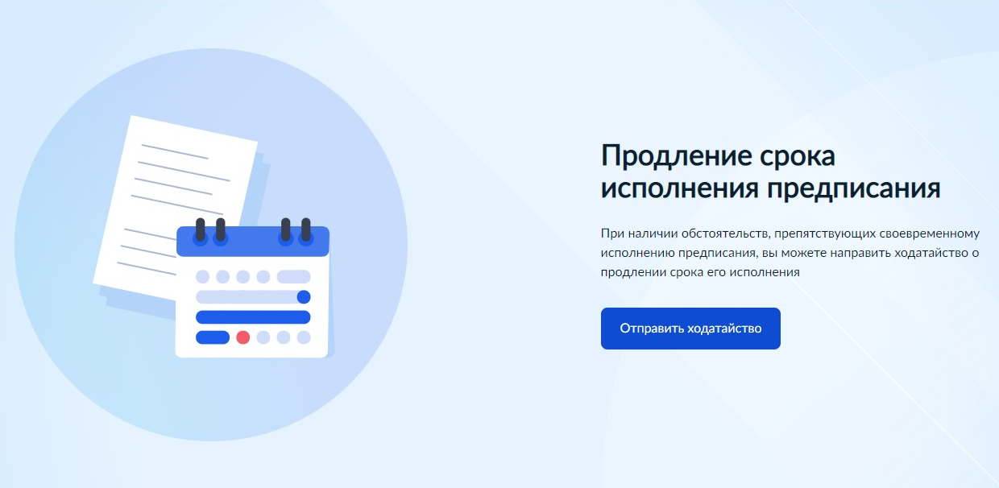 Продление срока
исполнения предписания
При наличии обстоятельств, препятствующих своевременному
исполнению предписания, вы можете направить ходатайство о
продлении срока его исполнения
Отправить ходатайство